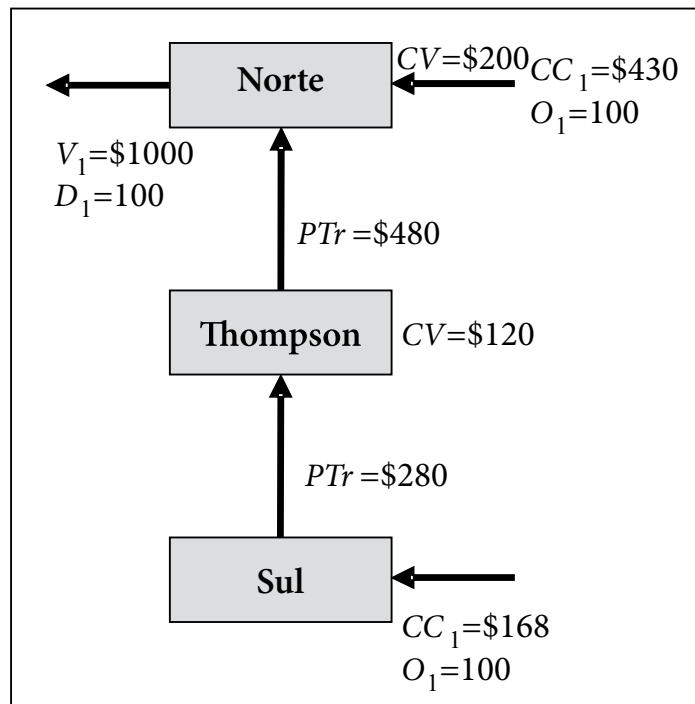 Norte
CV=$200
CC₁=$430
O₁=100
V₁=$1000
D₁=100
PTr=$480
Thompson
CV=$120
PTr=$280
Sul
CC₁=$168
O₁=100